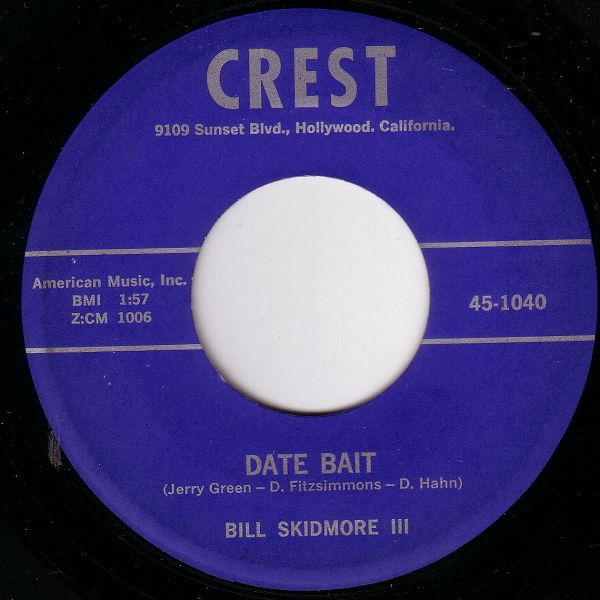 CREST
9109 Sunset Blvd., Hollywood. California.
American Music, Inc.
BMI 1:57
Z:CM 1006
45-1040
DATE BAIT
(Jerry Green – D. Fitzsimmons – D. Hahn)
BILL SKIDMORE III